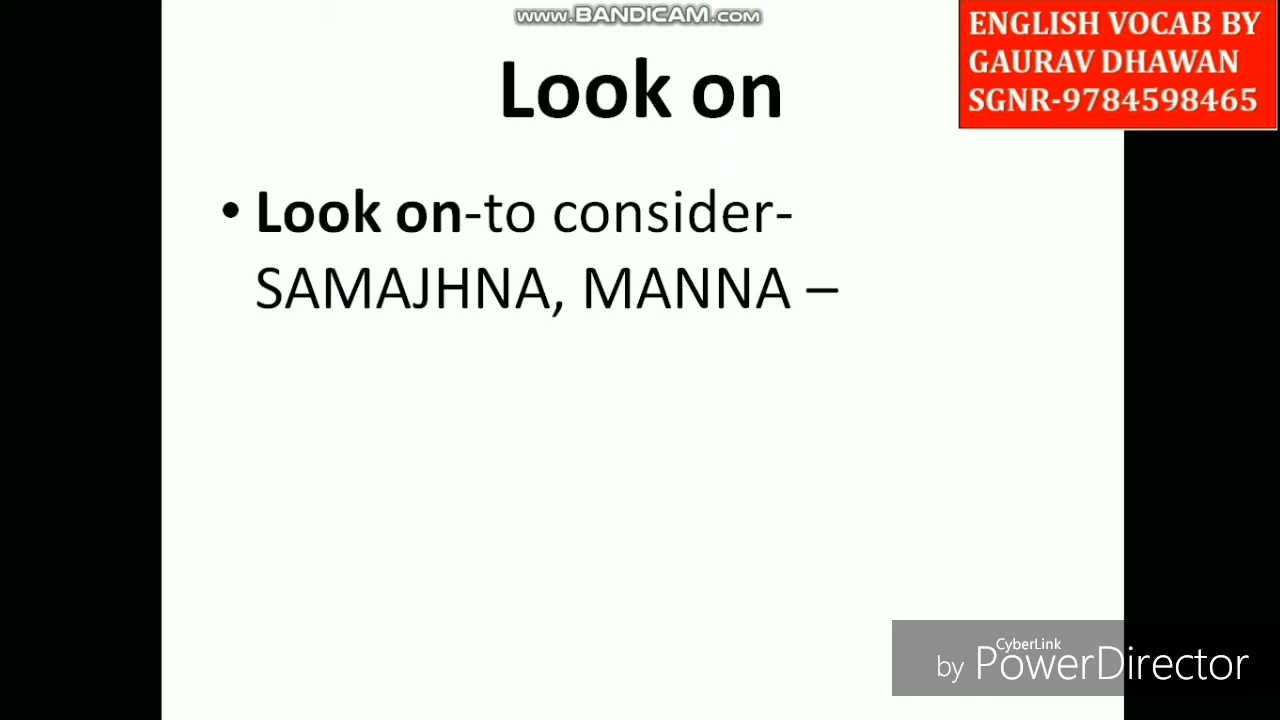 www.BANDICAM.com
ENGLISH VOCAB BY
GAURAV DHAWAN
SGNR-9784598465
Look on
• Look on-to consider-
SAMAJHNA, MANNA –
CyberLink
by PowerDirector